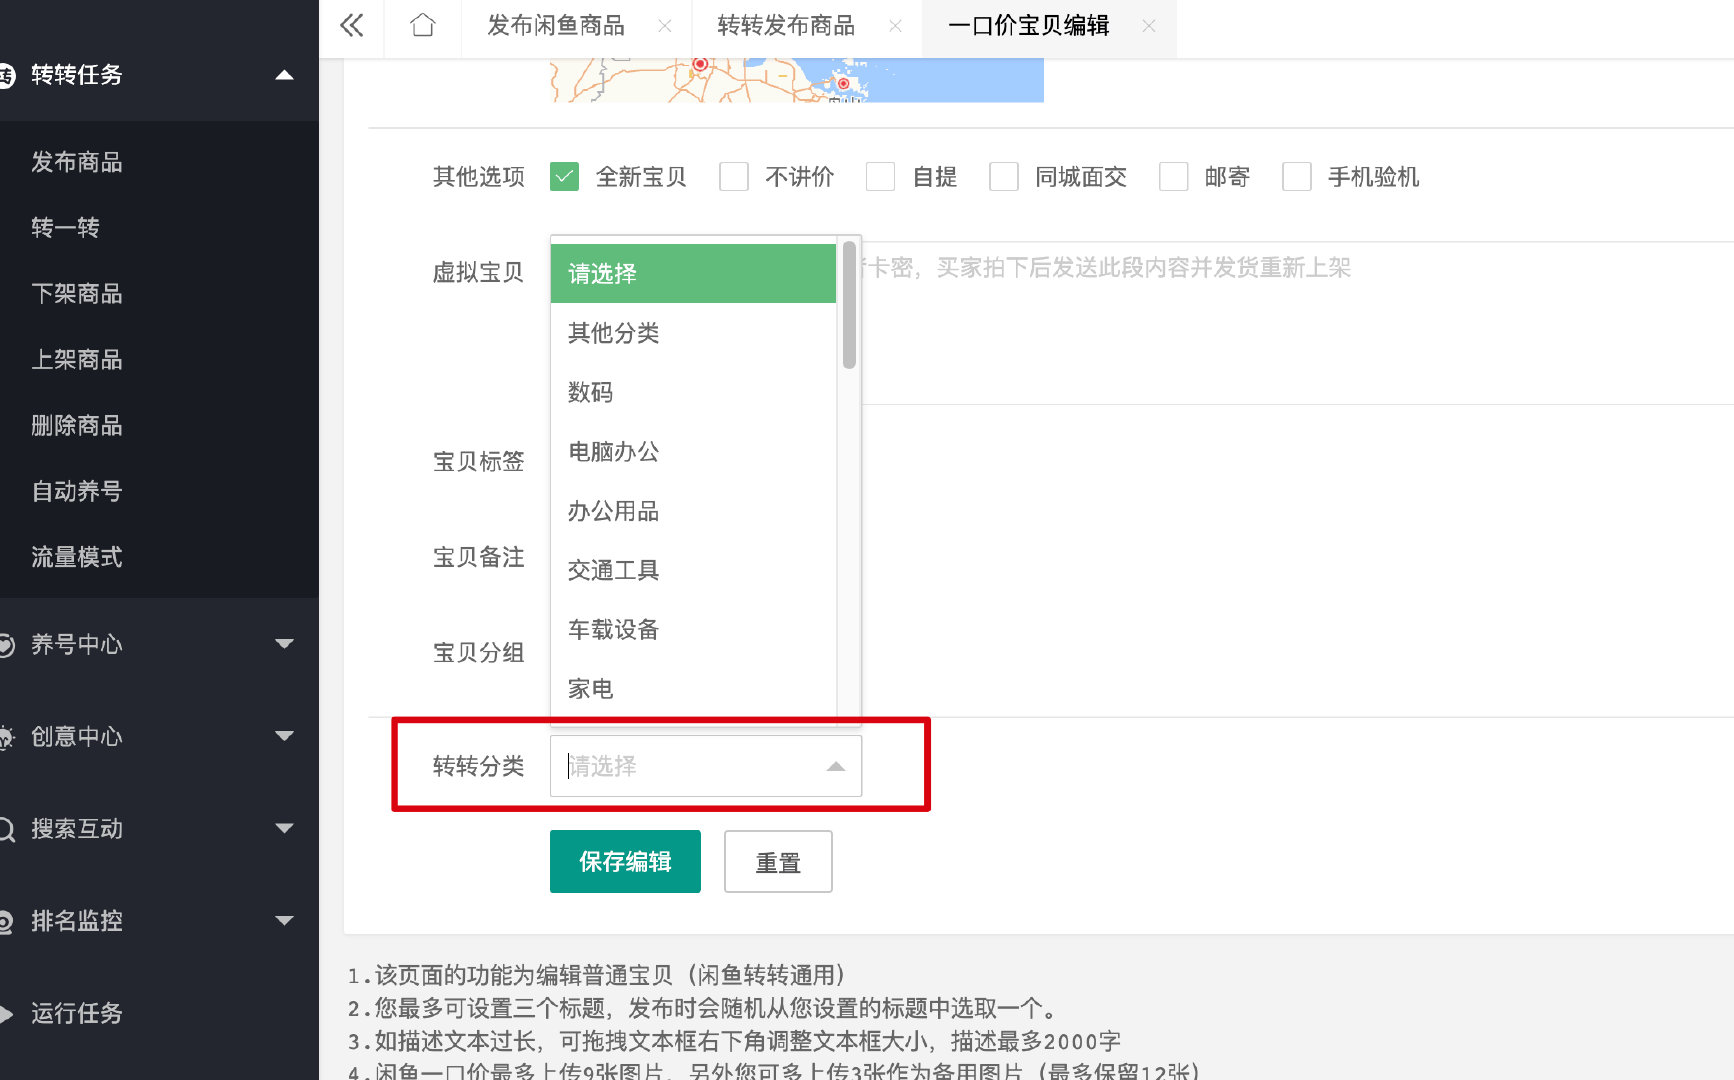 发布闲鱼商品
转转发布商品
一口价宝贝编辑
转转任务
发布商品
转一转
下架商品
上架商品
删除商品
自动养号
流量模式
养号中心
创意中心
搜索互动
排名监控
运行任务
其他选项 全新宝贝 不讲价 自提 同城面交 邮寄 手机验机
虚拟宝贝
卡密，买家拍下后发送此段内容并发货重新上架
请选择
其他分类
数码
电脑办公
办公用品
交通工具
车载设备
家电
宝贝标签
宝贝备注
宝贝分组
转转分类 请选择
保存编辑 重置
1.该页面的功能为编辑普通宝贝（闲鱼转转通用）
2.您最多可设置三个标题，发布时会随机从您设置的标题中选取一个。
3.如描述文本过长，可拖拽文本框右下角调整文本框大小，描述最多2000字
4.闲鱼一口价最多上传9张图片，另外您可多上传3张作为备用图片（最多保留12张）